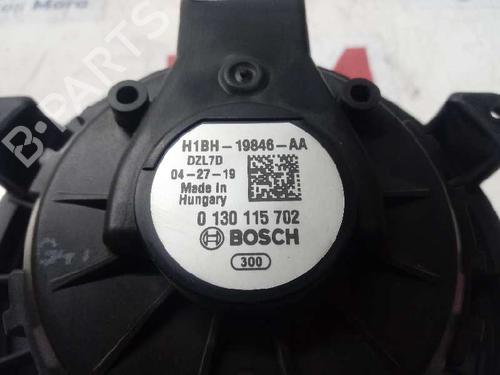 H1BH-19846-AA
DZL7D
04-27-19
Made in
Hungary
0 130 115 702
BOSCH
300
B-PARTS